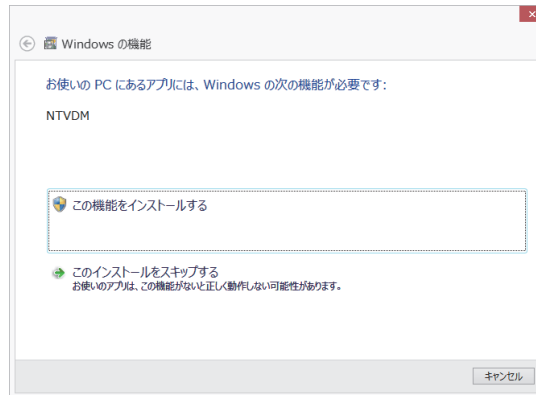 Windows の機能
お使いの PC にあるアプリには、Windows の次の機能が必要です:
NTVDM
この機能をインストールする
このインストールをスキップする
お使いのアプリは、この機能がないと正しく動作しない可能性があります。
キャンセル